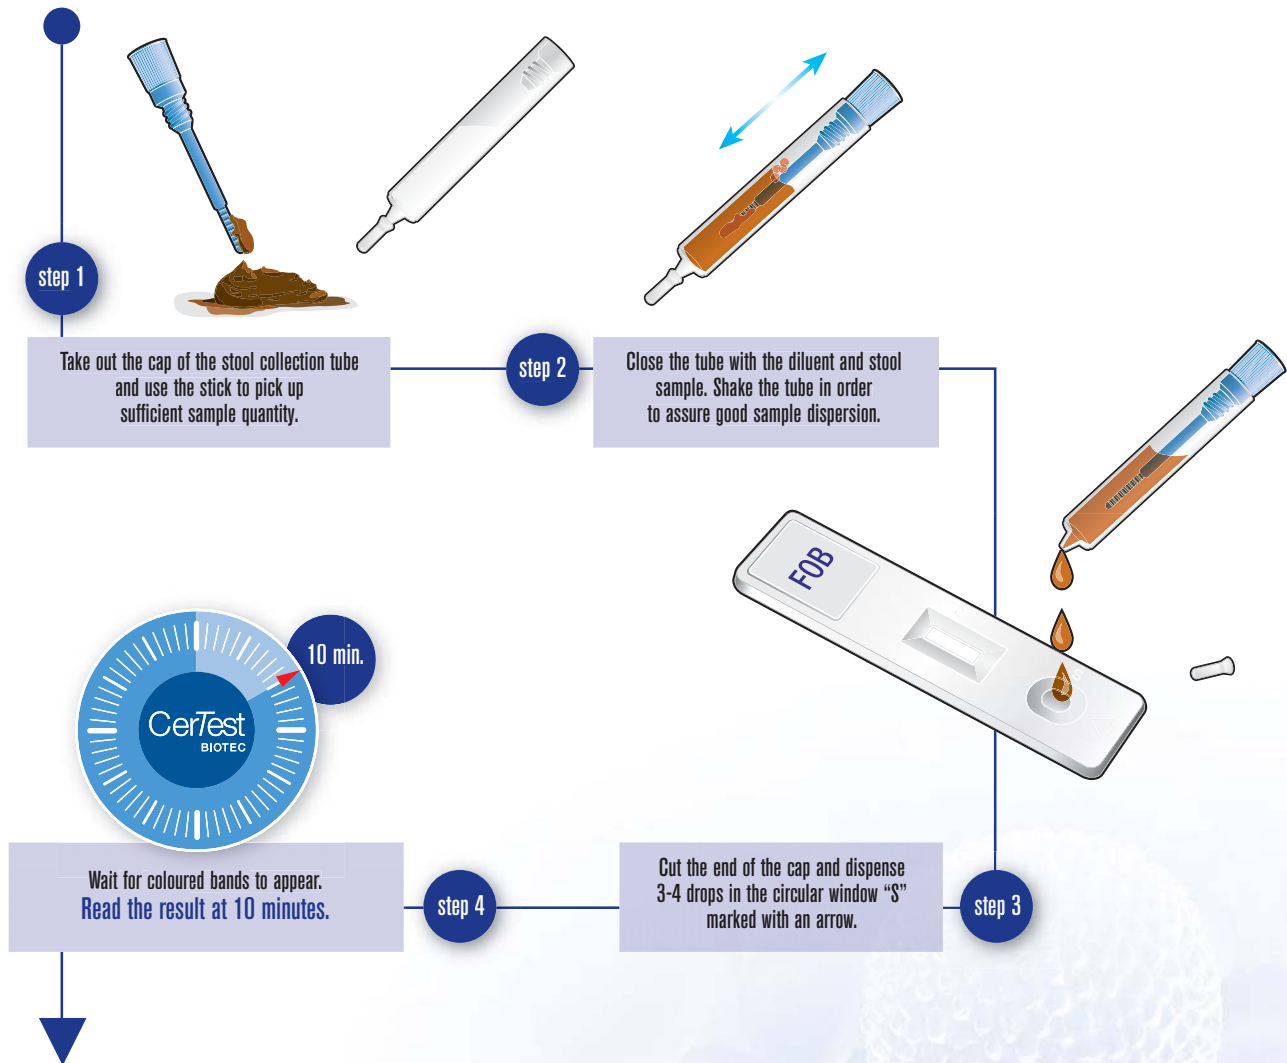 step 1
Take out the cap of the stool collection tube
and use the stick to pick up
sufficient sample quantity.
step 2
Close the tube with the diluent and stool
sample. Shake the tube in order
to assure good sample dispersion.
FOB
S
step 3
Cut the end of the cap and dispense
3-4 drops in the circular window “S”
marked with an arrow.
10 min.
CerTest
BIOTEC
step 4
Wait for coloured bands to appear.
Read the result at 10 minutes.